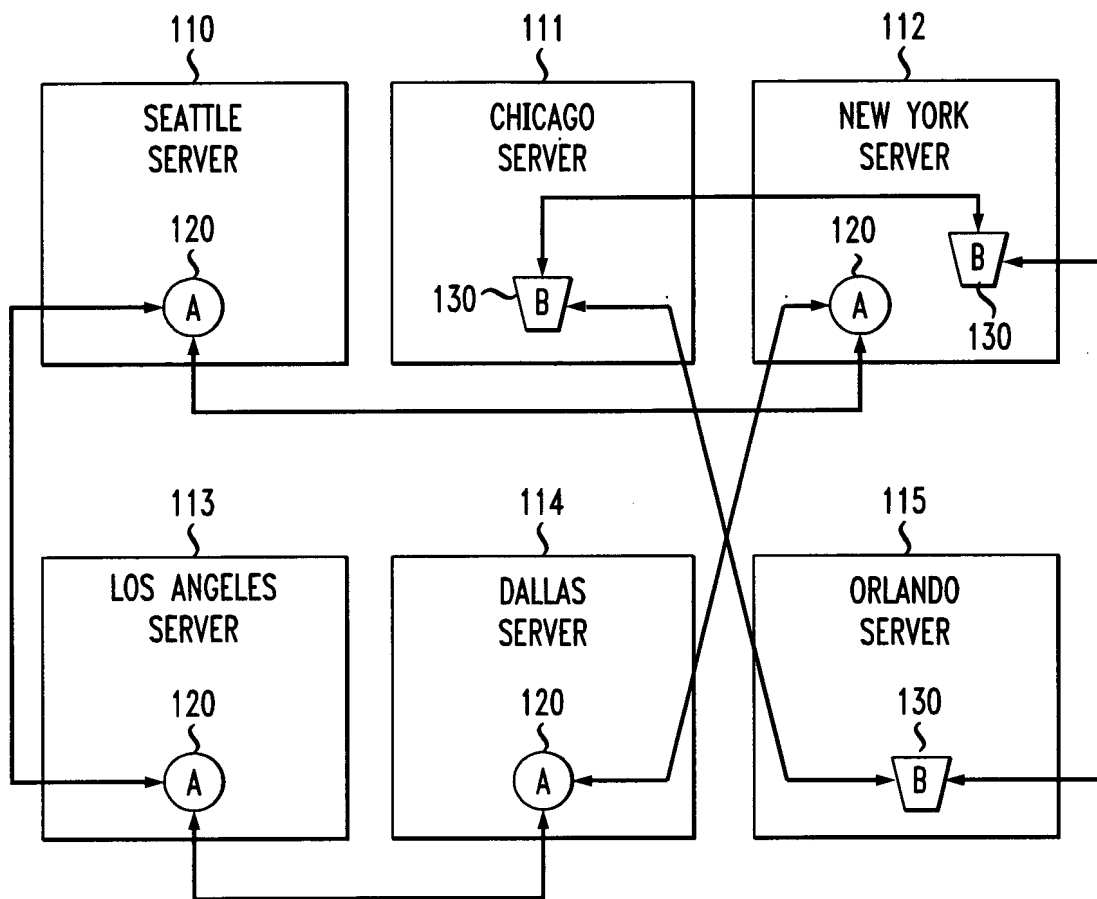 110
111
112
SEATTLE
SERVER
CHICAGO
SERVER
NEW YORK
SERVER
120
A
130
B
120
A
B
130
113
114
115
LOS ANGELES
SERVER
DALLAS
SERVER
ORLANDO
SERVER
120
A
120
A
130
B